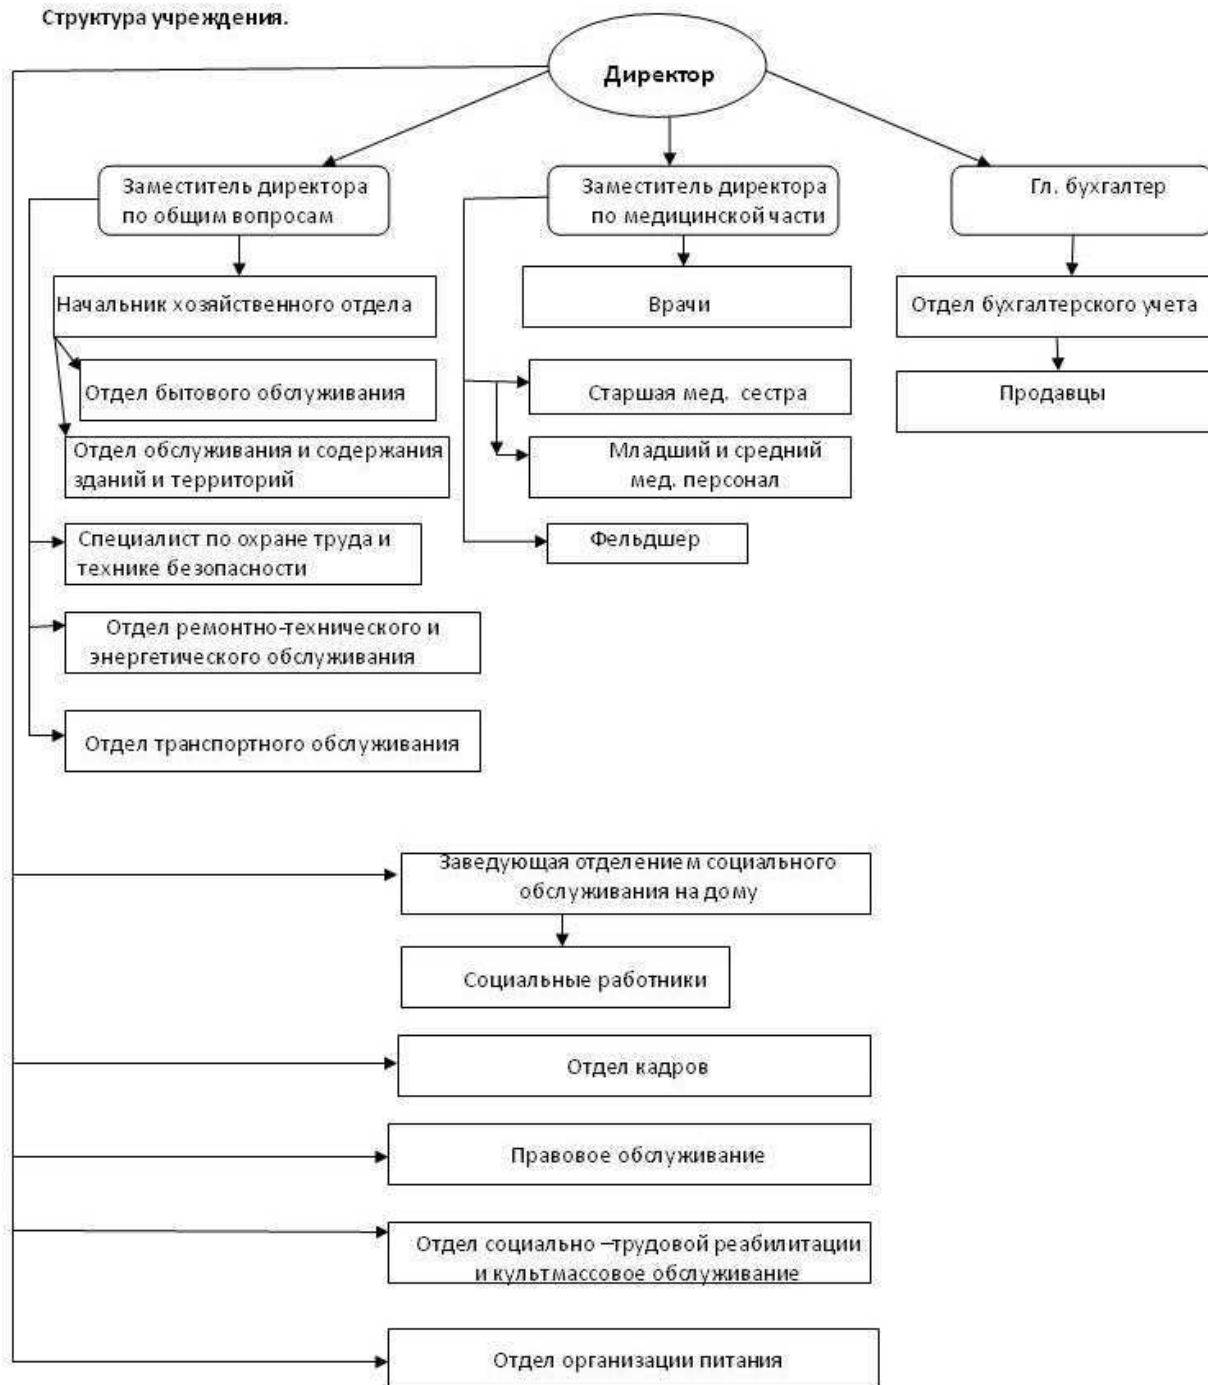 Структура учреждения.
Директор
Заместитель директора
по общим вопросам
Заместитель директора
по медицинской части
Гл. бухгалтер
Начальник хозяйственного отдела
Врачи
Отдел бухгалтерского учета
Отдел бытового обслуживания
Старшая мед. сестра
Продавцы
Отдел обслуживания и содержания
зданий и территорий
Младший и средний
мед. персонал
Специалист по охране труда и
технике безопасности
Фельдшер
Отдел ремонтно-технического и
энергетического обслуживания
Отдел транспортного обслуживания
Заведующая отделением социального
обслуживания на дому
Социальные работники
Отдел кадров
Правовое обслуживание
Отдел социально –трудовой реабилитации
и культмассовое обслуживание
Отдел организации питания